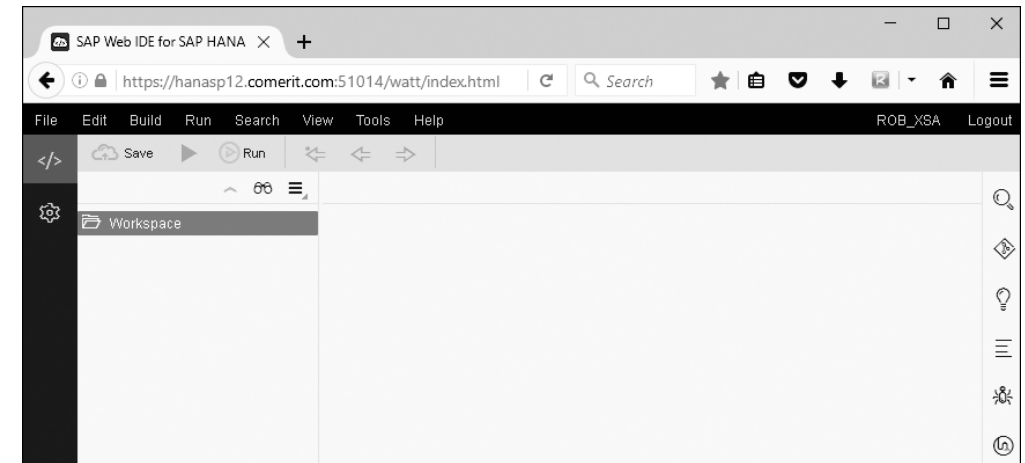 SAP Web IDE for SAP HANA
https://hanasp12.comerit.com:51014/watt/index.html Search
File Edit Build Run Search View Tools Help ROB_XSA Logout
</> Save Run
Workspace